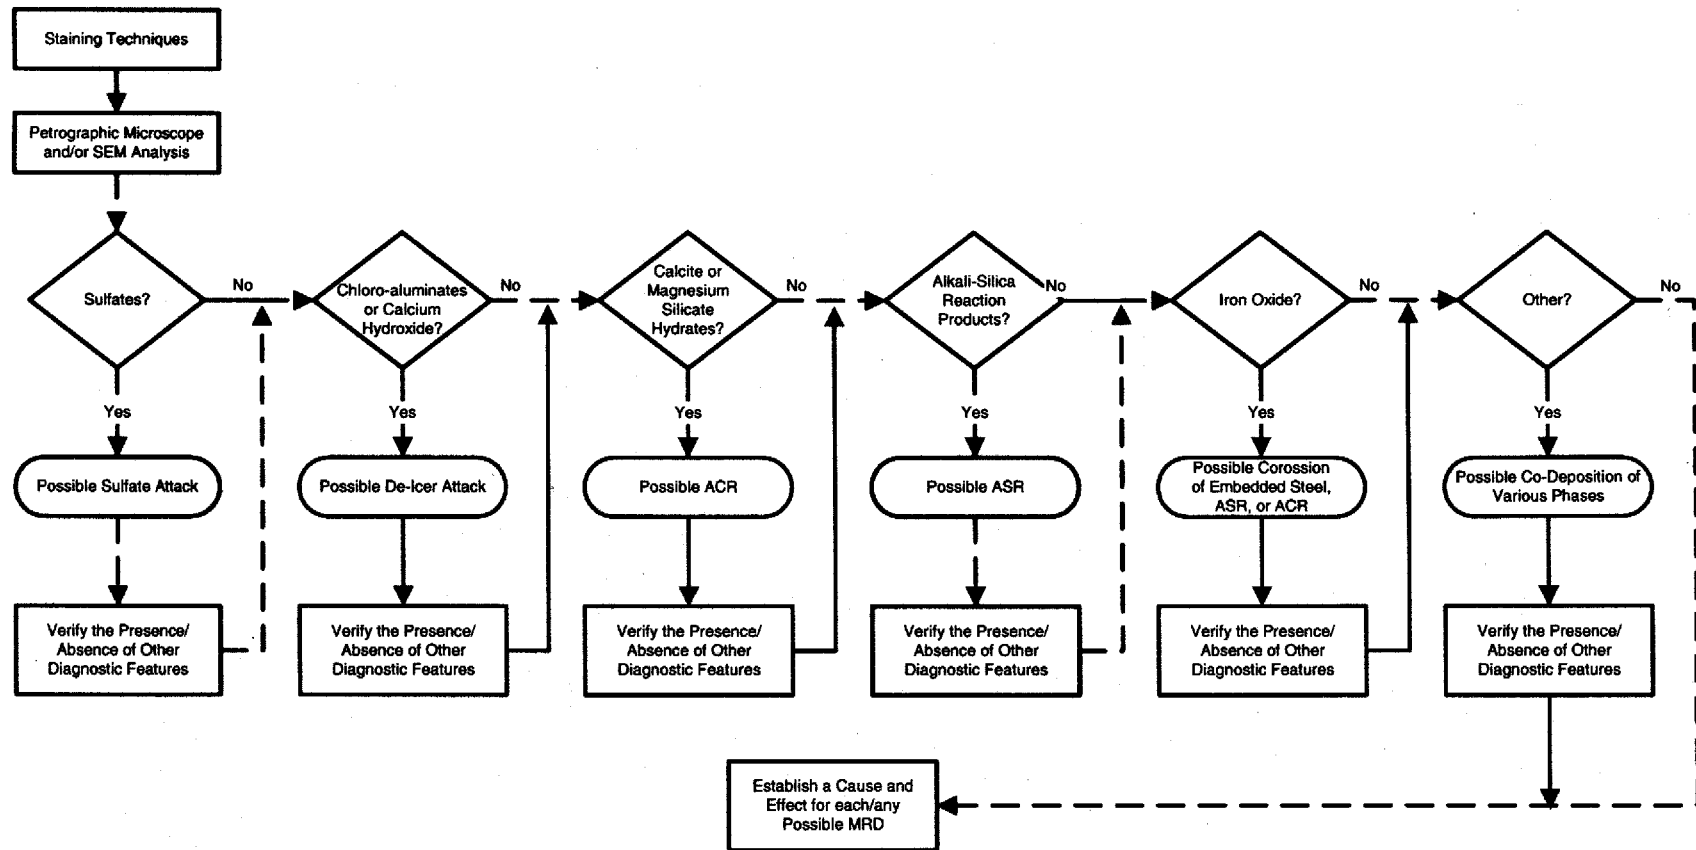 Staining Techniques
Petrographic Microscope
and/or SEM Analysis
Sulfates?
No
Chloro-aluminates
or Calcium
Hydroxide?
No
Calcite or
Magnesium
Silicate
Hydrates?
No
Alkali-Silica
Reaction
Products?
No
Iron Oxide?
No
Other?
No
Yes
Yes
Yes
Yes
Yes
Yes
Possible Sulfate Attack
Possible De-Icer Attack
Possible ACR
Possible ASR
Possible Corossion
of Embedded Steel,
ASR, or ACR
Possible Co-Deposition of
Various Phases
Verify the Presence/
Absence of Other
Diagnostic Features
Verify the Presence/
Absence of Other
Diagnostic Features
Verify the Presence/
Absence of Other
Diagnostic Features
Verify the Presence/
Absence of Other
Diagnostic Features
Verify the Presence/
Absence of Other
Diagnostic Features
Verify the Presence/
Absence of Other
Diagnostic Features
Establish a Cause and
Effect for each/any
Possible MRD